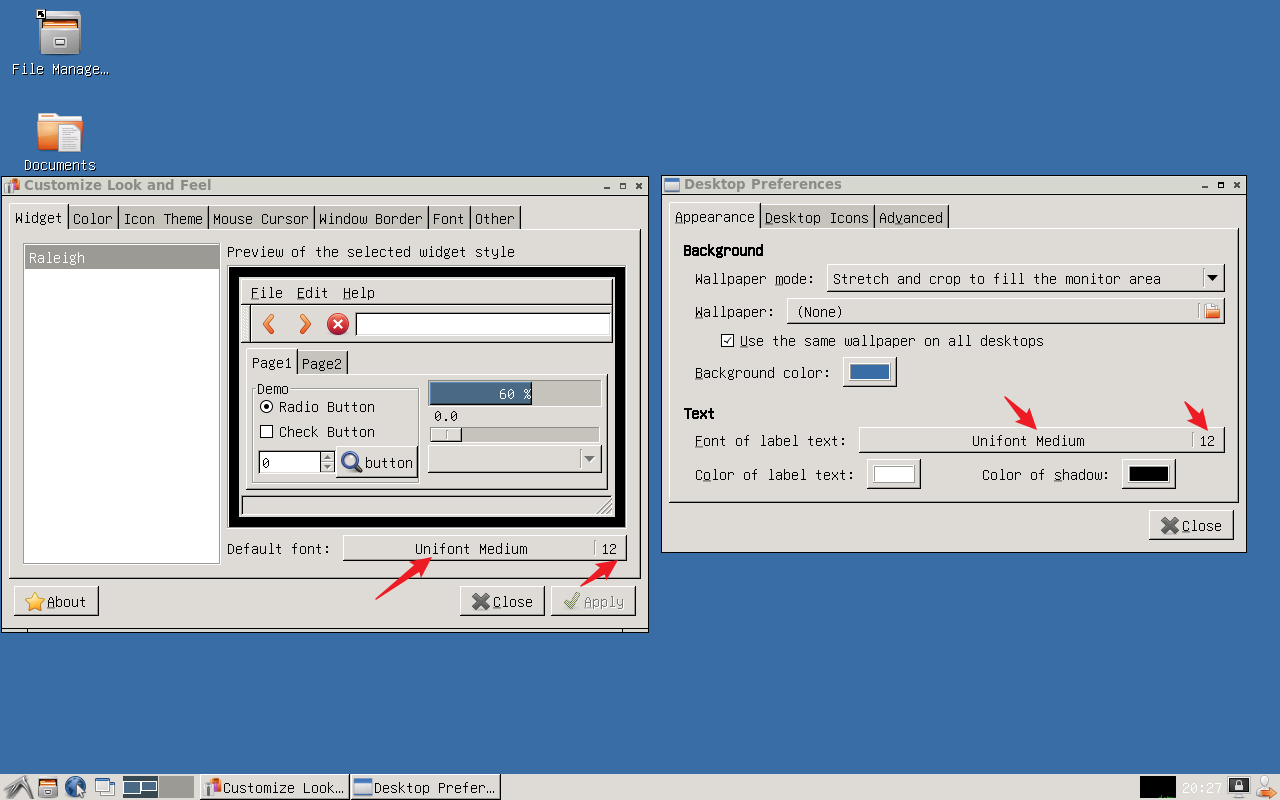 File Manage…
Documents
Customize Look and Feel
Widget Color Icon Theme Mouse Cursor Window Border Font Other
Raleigh
Preview of the selected widget style
File Edit Help
Page1 Page2
Demo
Radio Button
Check Button
0
button
60 %
0.0
Default font: Unifont Medium 12
About
Close
Apply
Desktop Preferences
Appearance Desktop Icons Advanced
Background
Wallpaper mode: Stretch and crop to fill the monitor area
Wallpaper: (None)
Use the same wallpaper on all desktops
Background color:
Text
Font of label text: Unifont Medium 12
Color of label text: Color of shadow:
Close
Customize Look… Desktop Prefer… 20:27